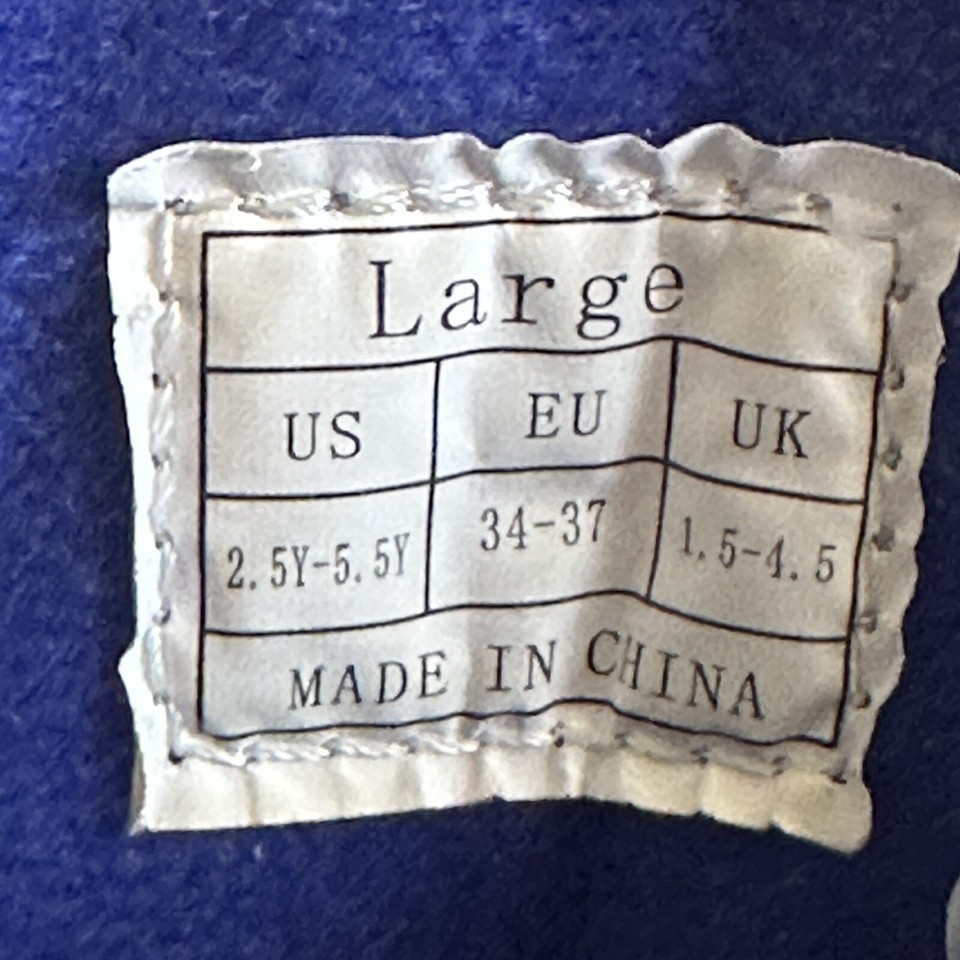 Large
US EU UK
2.5Y-5.5Y 34-37 1.5-4.5
MADE IN CHINA